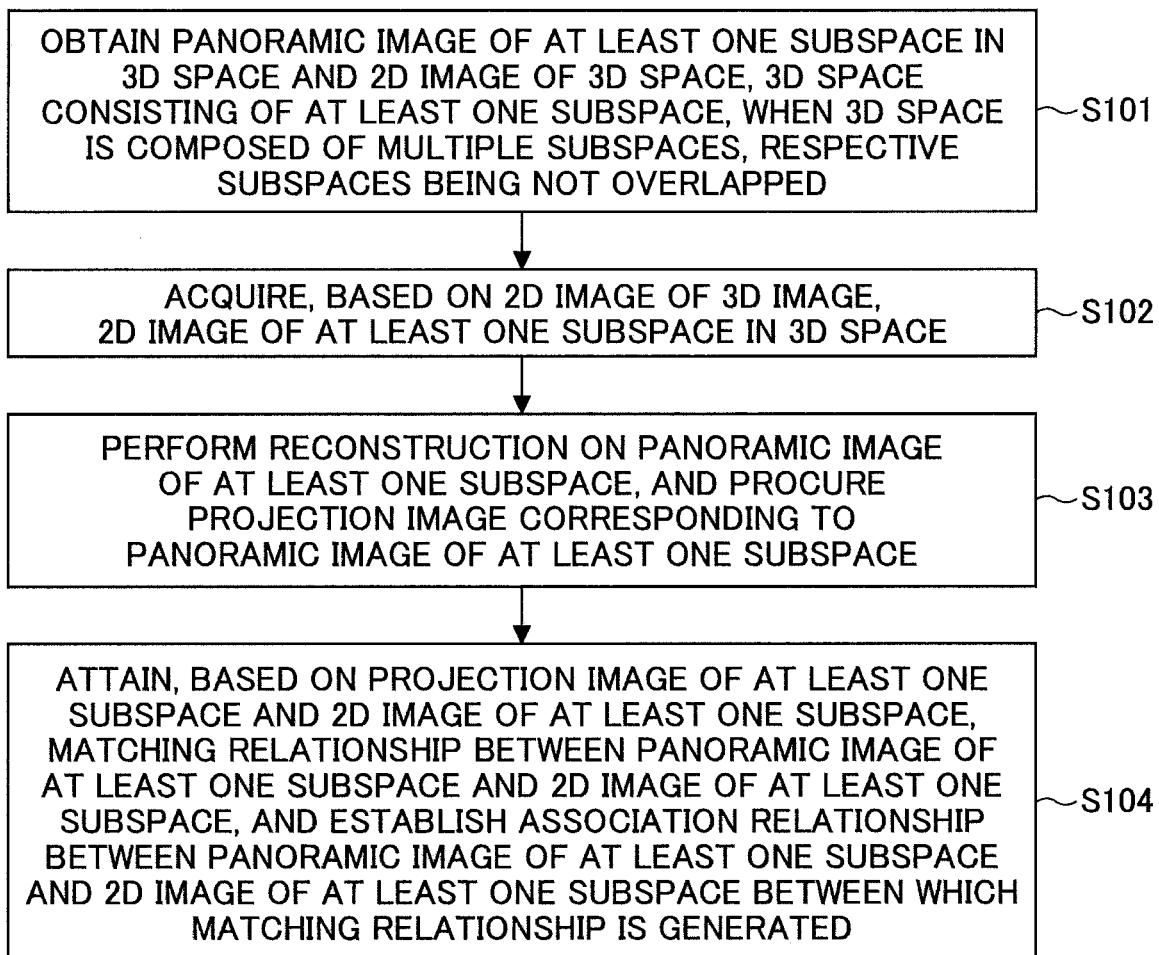 OBTAIN PANORAMIC IMAGE OF AT LEAST ONE SUBSPACE IN
3D SPACE AND 2D IMAGE OF 3D SPACE, 3D SPACE
CONSISTING OF AT LEAST ONE SUBSPACE, WHEN 3D SPACE
IS COMPOSED OF MULTIPLE SUBSPACES, RESPECTIVE
SUBSPACES BEING NOT OVERLAPPED
S101
ACQUIRE, BASED ON 2D IMAGE OF 3D IMAGE,
2D IMAGE OF AT LEAST ONE SUBSPACE IN 3D SPACE
S102
PERFORM RECONSTRUCTION ON PANORAMIC IMAGE
OF AT LEAST ONE SUBSPACE, AND PROCURE
PROJECTION IMAGE CORRESPONDING TO
PANORAMIC IMAGE OF AT LEAST ONE SUBSPACE
S103
ATTAIN, BASED ON PROJECTION IMAGE OF AT LEAST ONE
SUBSPACE AND 2D IMAGE OF AT LEAST ONE SUBSPACE,
MATCHING RELATIONSHIP BETWEEN PANORAMIC IMAGE OF
AT LEAST ONE SUBSPACE AND 2D IMAGE OF AT LEAST ONE
SUBSPACE, AND ESTABLISH ASSOCIATION RELATIONSHIP
BETWEEN PANORAMIC IMAGE OF AT LEAST ONE SUBSPACE
AND 2D IMAGE OF AT LEAST ONE SUBSPACE BETWEEN WHICH
MATCHING RELATIONSHIP IS GENERATED
S104